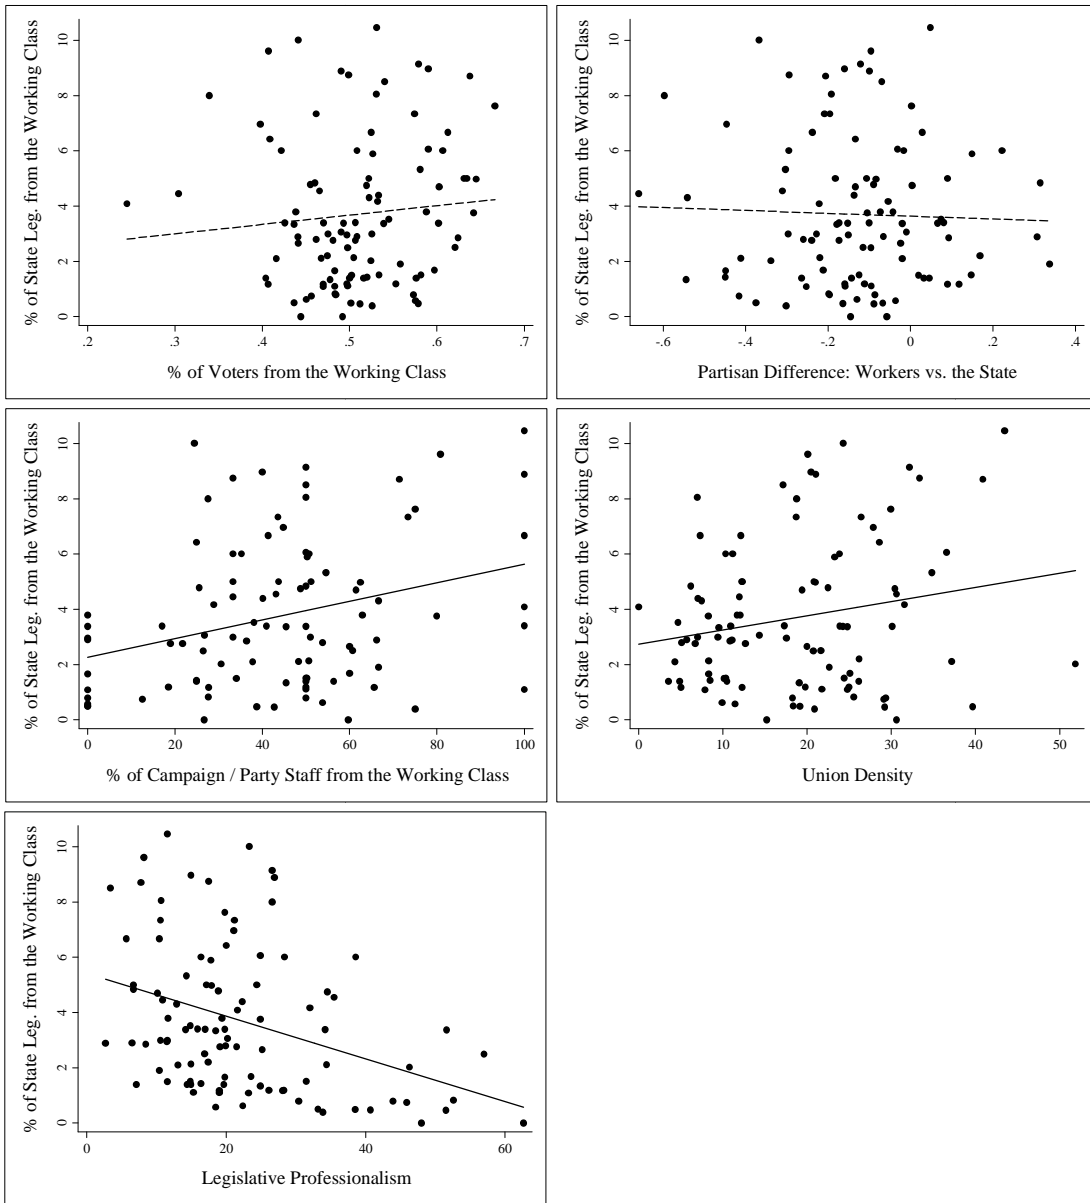 % of State Leg. from the Working Class
10
8
6
4
2
0
.2 .3 .4 .5 .6 .7
% of Voters from the Working Class
% of State Leg. from the Working Class
10
8
6
4
2
0
-.6 -.4 -.2 0 .2 .4
Partisan Difference: Workers vs. the State
% of State Leg. from the Working Class
10
8
6
4
2
0
0 20 40 60 80 100
% of Campaign / Party Staff from the Working Class
% of State Leg. from the Working Class
10
8
6
4
2
0
0 10 20 30 40 50
Union Density
% of State Leg. from the Working Class
10
8
6
4
2
0
0 20 40 60
Legislative Professionalism